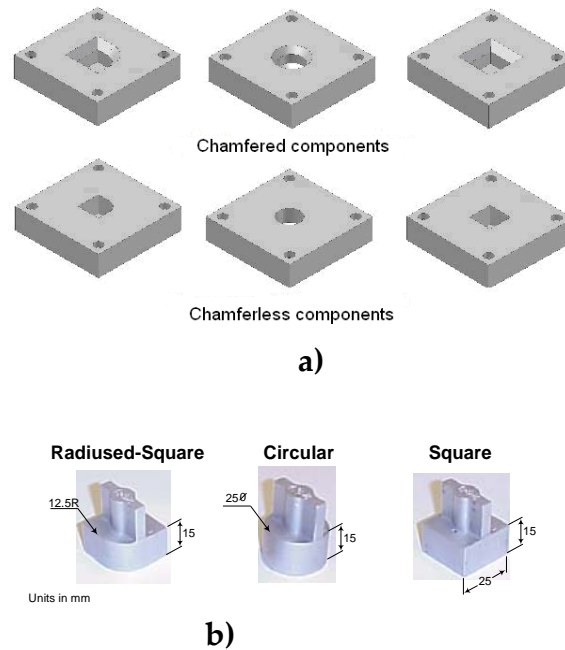 Chamfered components
Chamferless components
a)
Radiused-Square Circular Square
12.5R
15
25Ø
15
15
25
Units in mm
b)